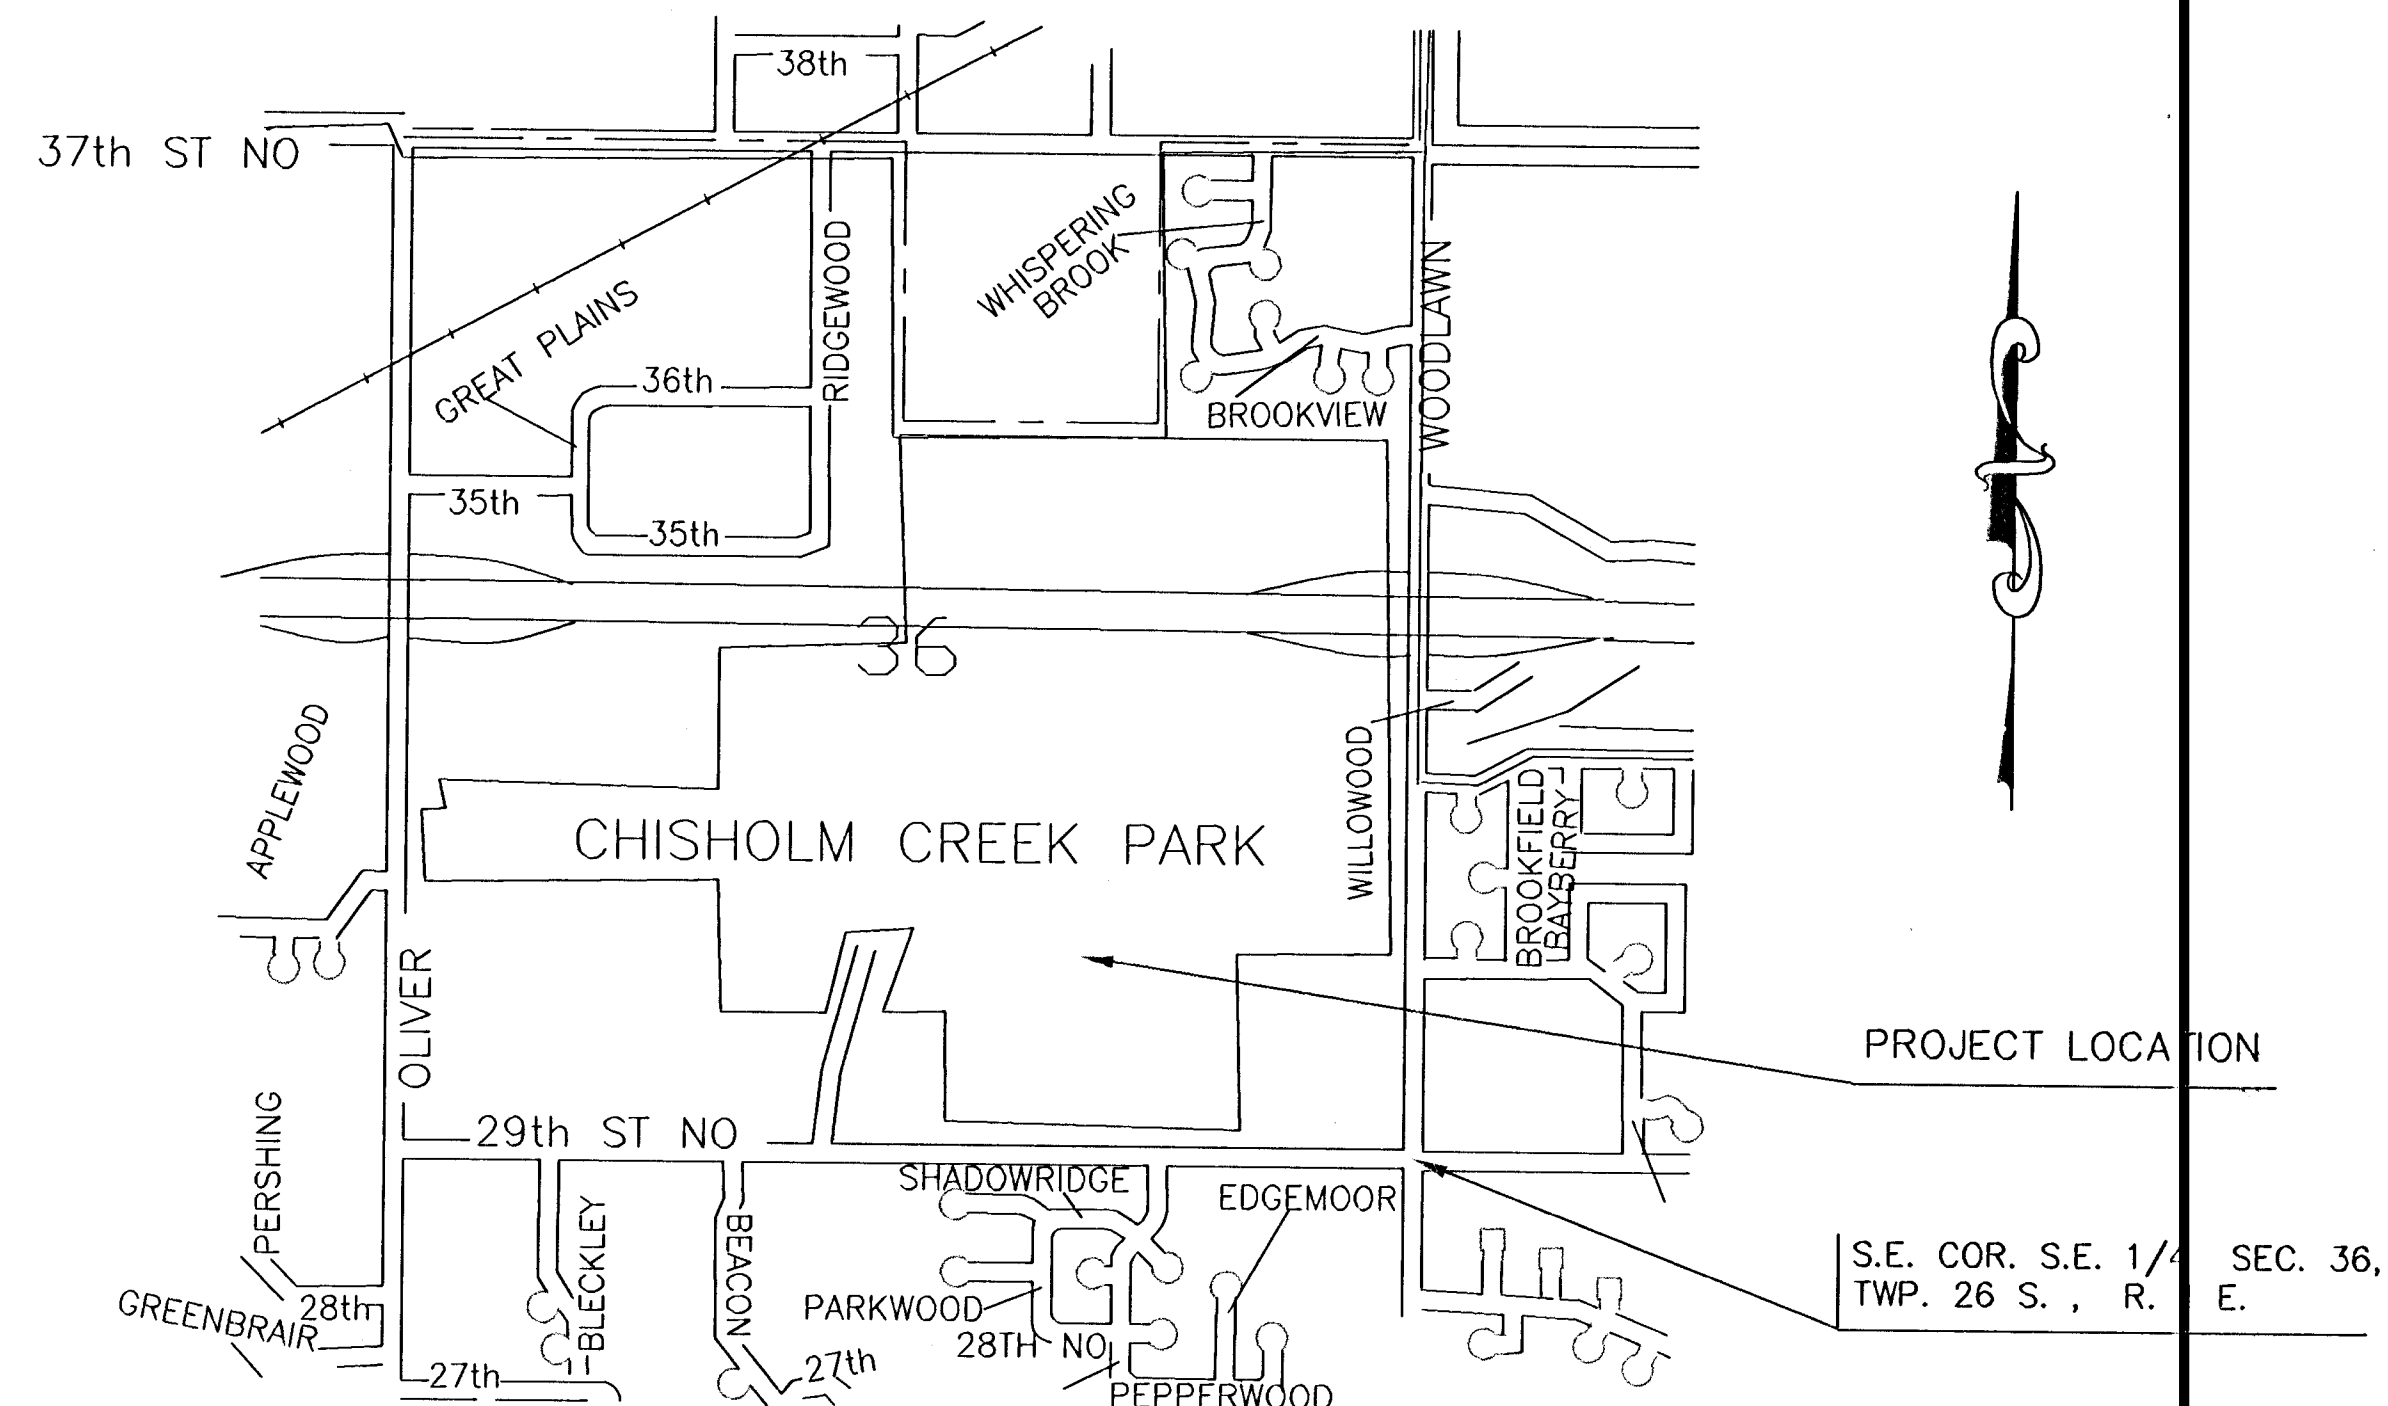 38th
37th ST NO
WHISPERING
BROOK
RIDGEWOOD
WOODLAWN
GREAT PLAINS
36th
BROOKVIEW
35th
35th
36
APPLEWOOD
WILLOWOOD
CHISHOLM CREEK PARK
BROOKFIELD
BAYBERRY
OLIVER
PROJECT LOCATION
PERSHING
29th ST NO
SHADOWRIDGE
EDGEMOOR
BLECKLEY
BEACON
S.E. COR. S.E. 1/4 SEC. 36,
TWP. 26 S. , R. E.
GREENBRAIR
28th
PARKWOOD
28TH NO
27th
27th
PEPPERWOOD